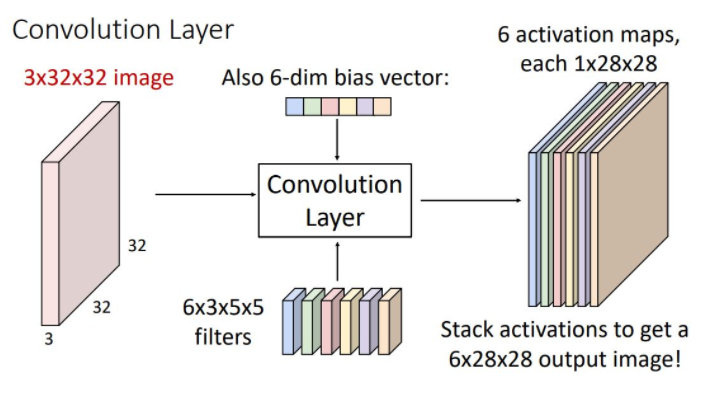 Convolution Layer
3x32x32 image
Also 6-dim bias vector:
6 activation maps,
each 1x28x28
Convolution
Layer
32
32
3
6x3x5x5
filters
Stack activations to get a
6x28x28 output image!